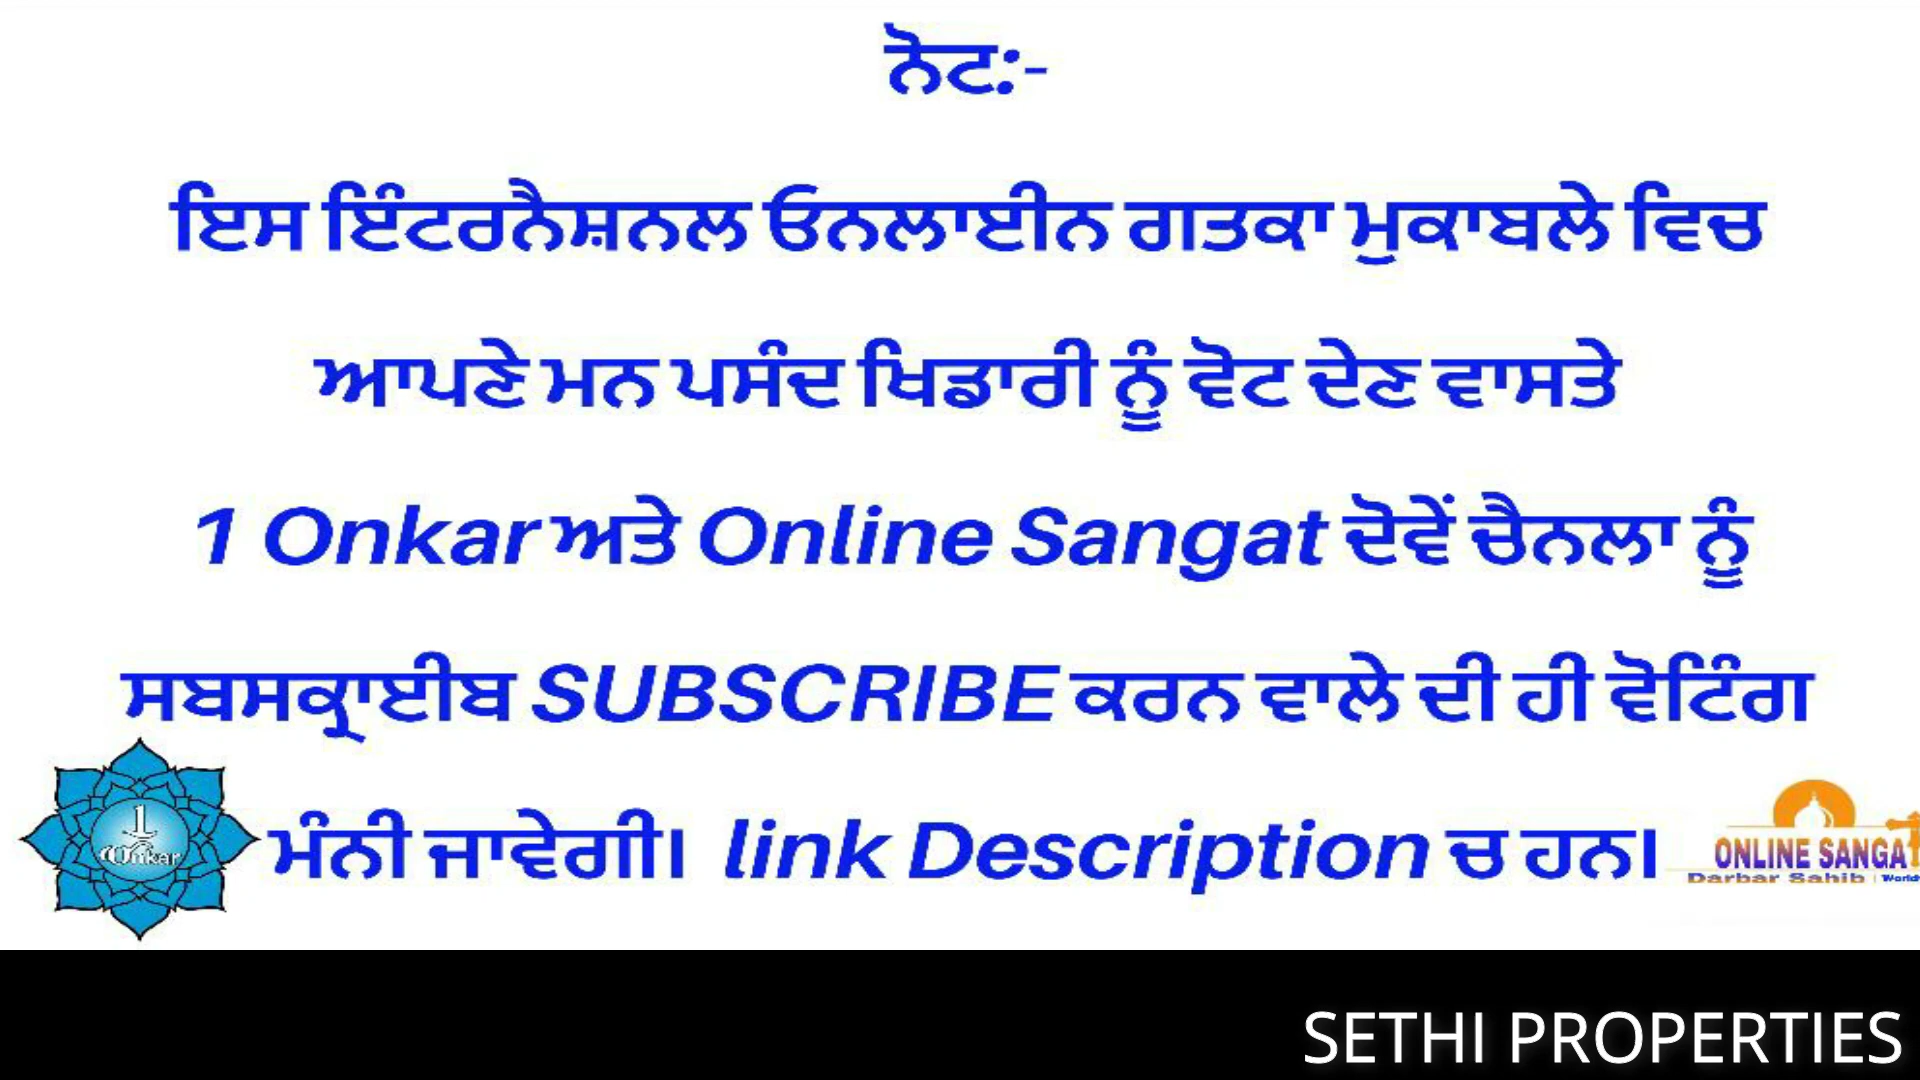 ਨੋਟ:-
ਇਸ ਇੰਟਰਨੈਸ਼ਨਲ ਓਨਲਾਈਨ ਗਤਕਾ ਮੁਕਾਬਲੇ ਵਿਚ
ਆਪਣੇ ਮਨ ਪਸੰਦ ਖਿਡਾਰੀ ਨੂੰ ਵੋਟ ਦੇਣ ਵਾਸਤੇ
1 Onkar ਅਤੇ Online Sangat ਦੋਵੇਂ ਚੈਨਲਾ ਨੂੰ
ਸਬਸਕ੍ਰਾਈਬ SUBSCRIBE ਕਰਨ ਵਾਲੇ ਦੀ ਹੀ ਵੋਟਿੰਗ
ਮੰਨੀ ਜਾਵੇਗੀ। link Description ਚ ਹਨ।
1
Onkar
ONLINE SANGAT
Darbar Sahib | World
SETHI PROPERTIES